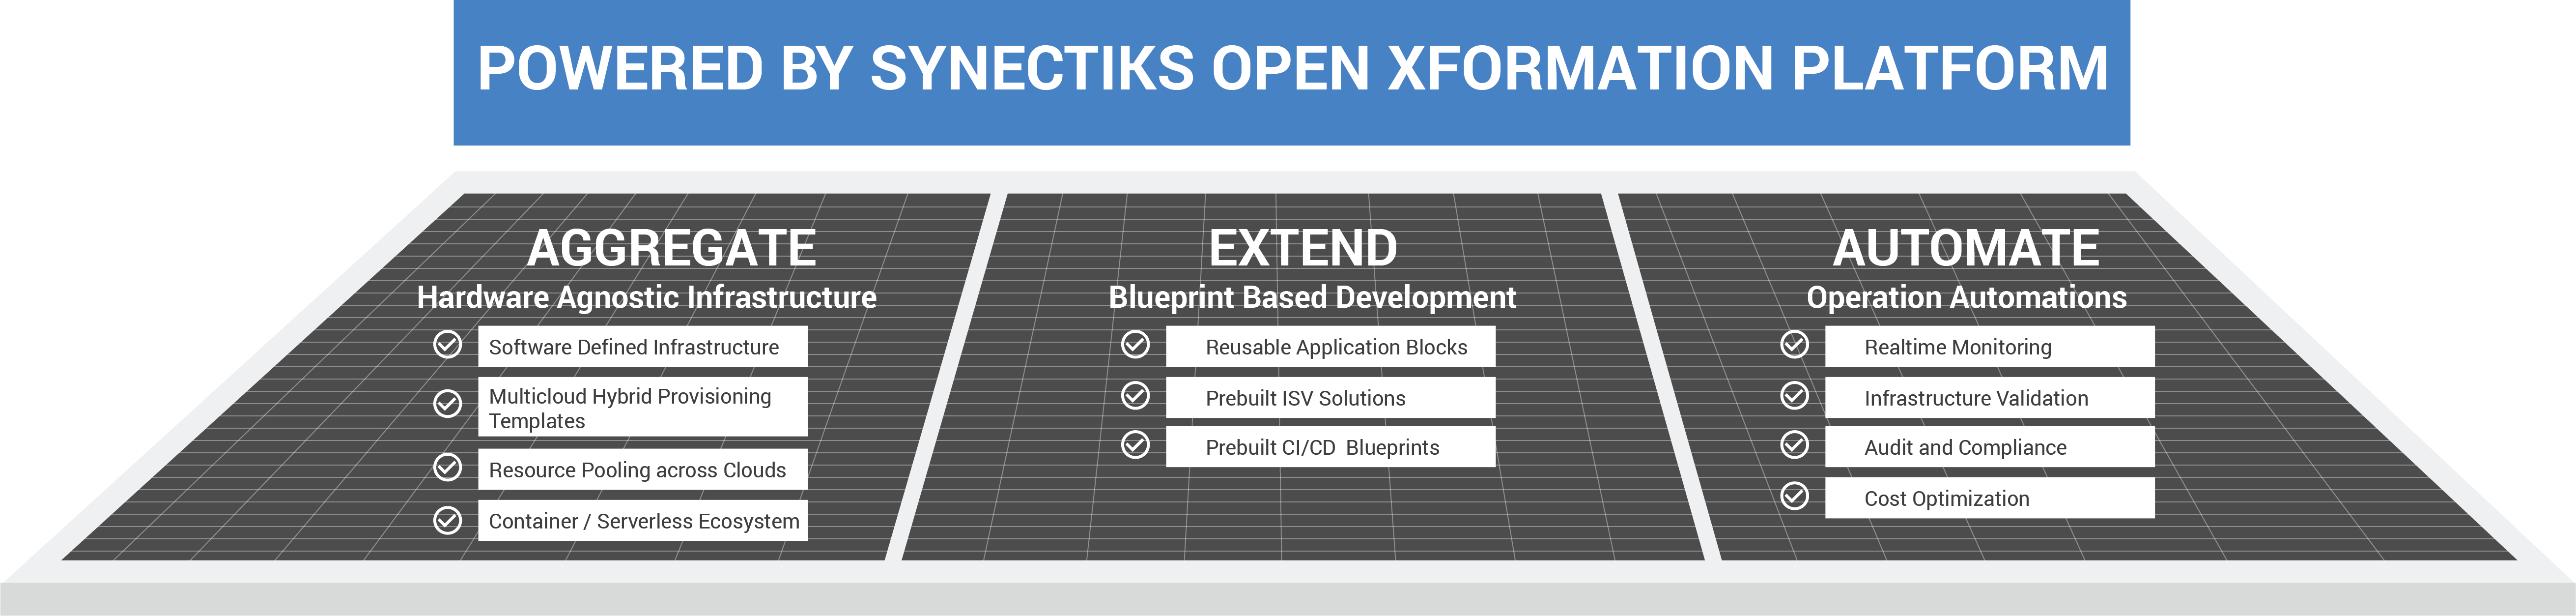 POWERED BY SYNECTIKS OPEN XFORMATION PLATFORM
AGGREGATE
Hardware Agnostic Infrastructure
Software Defined Infrastructure
Multicloud Hybrid Provisioning
Templates
Resource Pooling across Clouds
Container / Serverless Ecosystem
EXTEND
Blueprint Based Development
Reusable Application Blocks
Prebuilt ISV Solutions
Prebuilt CI/CD  Blueprints
AUTOMATE
Operation Automations
Realtime Monitoring
Infrastructure Validation
Audit and Compliance
Cost Optimization